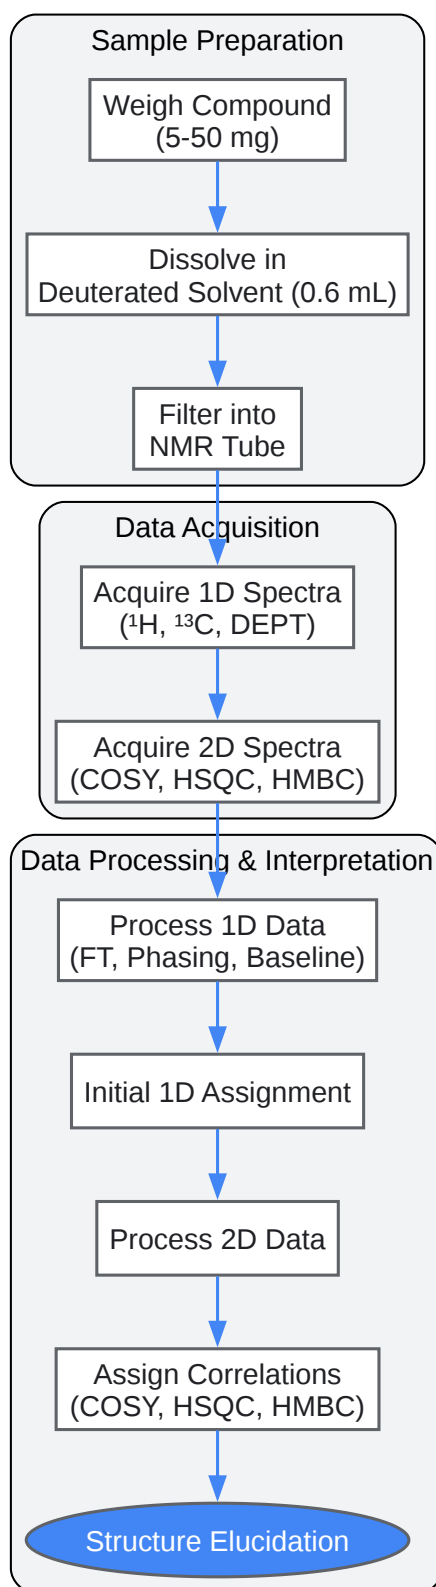 Sample Preparation
Weigh Compound
(5-50 mg)
Dissolve in
Deuterated Solvent (0.6 mL)
Filter into
NMR Tube
Data Acquisition
Acquire 1D Spectra
(¹H, ¹³C, DEPT)
Acquire 2D Spectra
(COSY, HSQC, HMBC)
Data Processing & Interpretation
Process 1D Data
(FT, Phasing, Baseline)
Initial 1D Assignment
Process 2D Data
Assign Correlations
(COSY, HSQC, HMBC)
Structure Elucidation